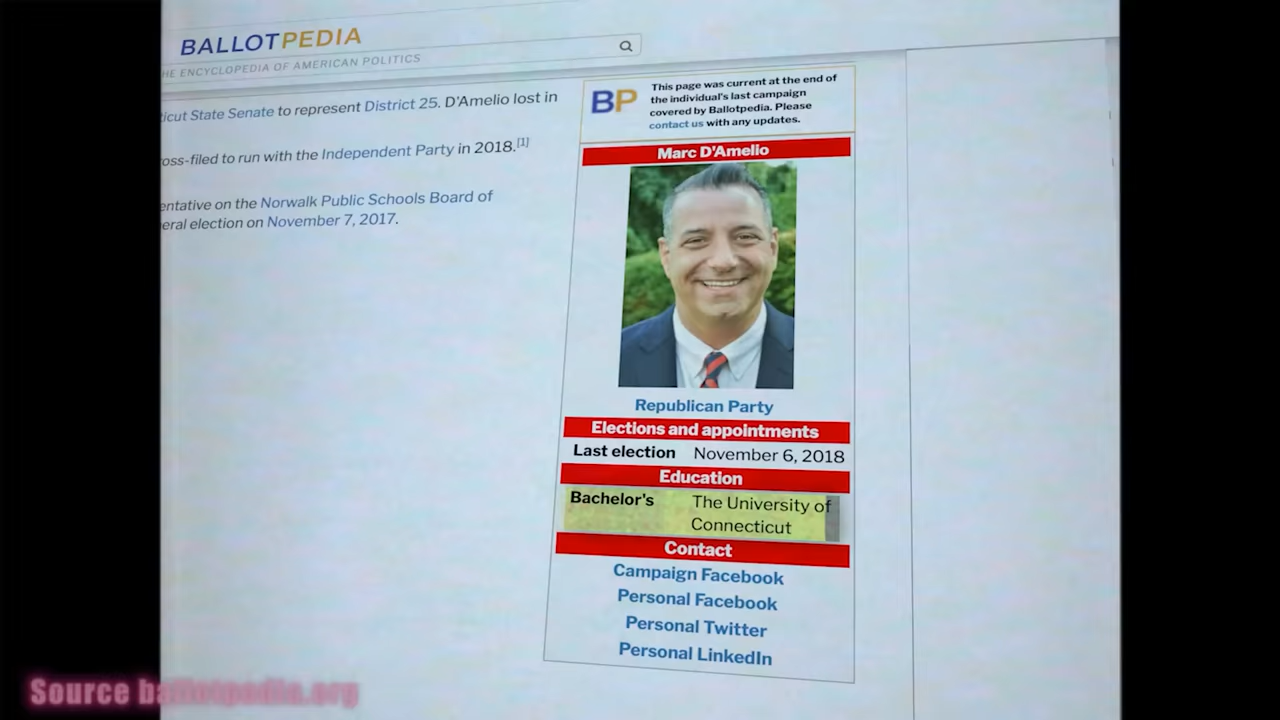 BALLOTPEDIA
HE ENCYCLOPEDIA OF AMERICAN POLITICS
icut State Senate to represent District 25. D'Amelio lost in
oss-filed to run with the Independent Party in 2018.[1]
entative on the Norwalk Public Schools Board of
eral election on November 7, 2017.
BP
This page was current at the end of
the individual's last campaign
covered by Ballotpedia. Please
contact us with any updates.
Marc D'Amelio
Republican Party
Elections and appointments
Last election November 6, 2018
Education
Bachelor's The University of
Connecticut
Contact
Campaign Facebook
Personal Facebook
Personal Twitter
Personal LinkedIn
Source ballotpedia.org